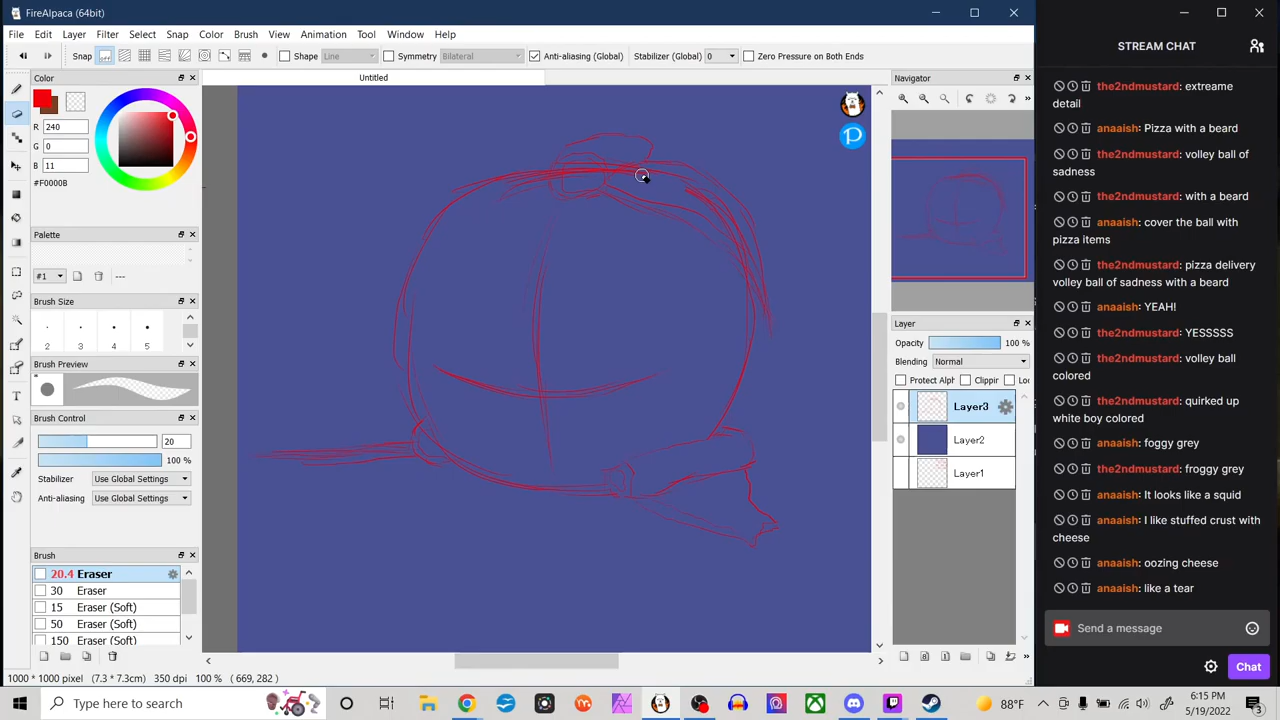 FireAlpaca (64bit)
File Edit Layer Filter Select Snap Color Brush View Animation Tool Window Help
Snap Shape Line Symmetry Bilateral Anti-aliasing (Global) Stabilizer (Global) 0 Zero Pressure on Both Ends
Color
R 240
G 0
B 11
#F0000B
Palette
#1 ---
Brush Size
2 3 4 5
Brush Preview
Brush Control
20
100 %
Stabilizer Use Global Settings
Anti-aliasing Use Global Settings
Brush
20.4 Eraser
30 Eraser
15 Eraser (Soft)
50 Eraser (Soft)
150 Eraser (Soft)
Untitled
Navigator
Layer
Opacity 100 %
Blending Normal
Protect Alph Clippir Loc
Layer3
Layer2
Layer1
1000 * 1000 pixel (7.3 * 7.3cm) 350 dpi 100 % ( 669, 282 )
STREAM CHAT
the2ndmustard: extreame
detail
anaaish: Pizza with a beard
the2ndmustard: volley ball of
sadness
the2ndmustard: with a beard
anaaish: cover the ball with
pizza items
the2ndmustard: pizza delivery
volley ball of sadness with a beard
anaaish: YEAH!
the2ndmustard: YESSSSS
the2ndmustard: volley ball
colored
the2ndmustard: quirked up
white boy colored
anaaish: foggy grey
the2ndmustard: froggy grey
anaaish: It looks like a squid
anaaish: I like stuffed crust with
cheese
anaaish: oozing cheese
anaaish: like a tear
Send a message
Chat
Type here to search
88°F
6:15 PM
5/19/2022
3